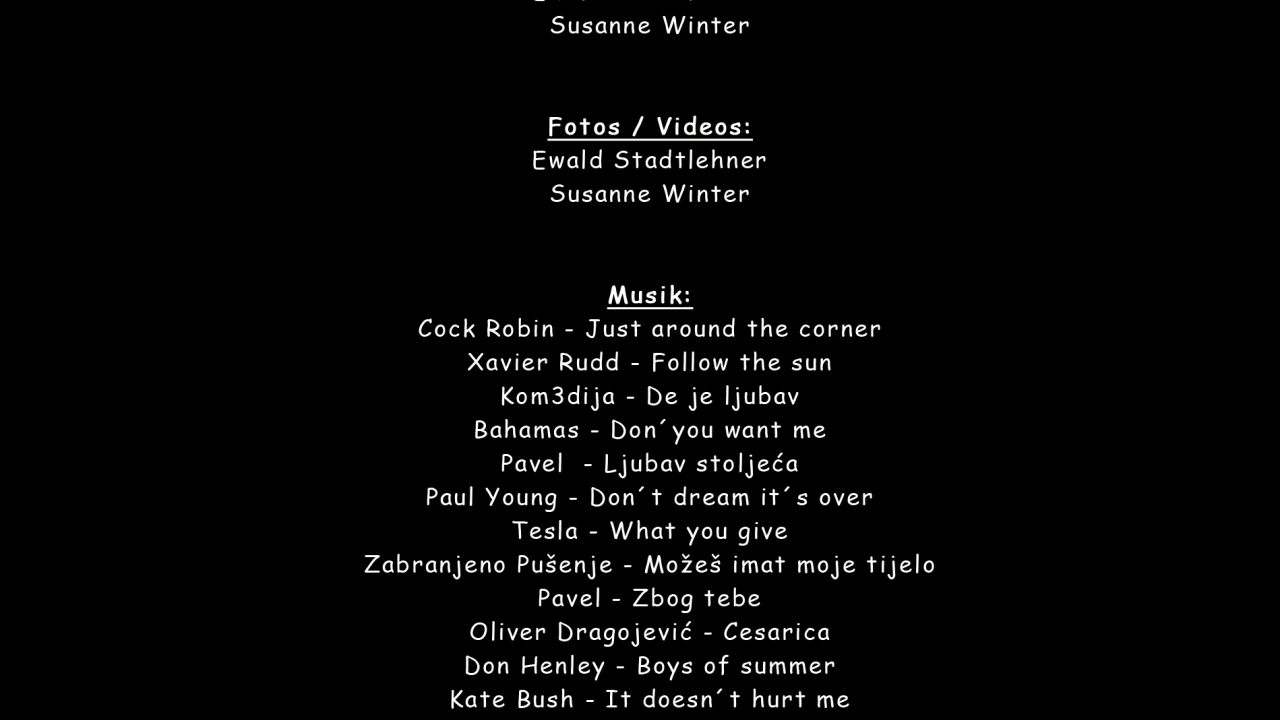 Susanne Winter
Fotos / Videos:
Ewald Stadtlehner
Susanne Winter
Musik:
Cock Robin - Just around the corner
Xavier Rudd - Follow the sun
Kom3dija - De je ljubav
Bahamas - Don´you want me
Pavel  - Ljubav stoljeća
Paul Young - Don´t dream it´s over
Tesla - What you give
Zabranjeno Pušenje - Možeš imat moje tijelo
Pavel - Zbog tebe
Oliver Dragojević - Cesarica
Don Henley - Boys of summer
Kate Bush - It doesn´t hurt me